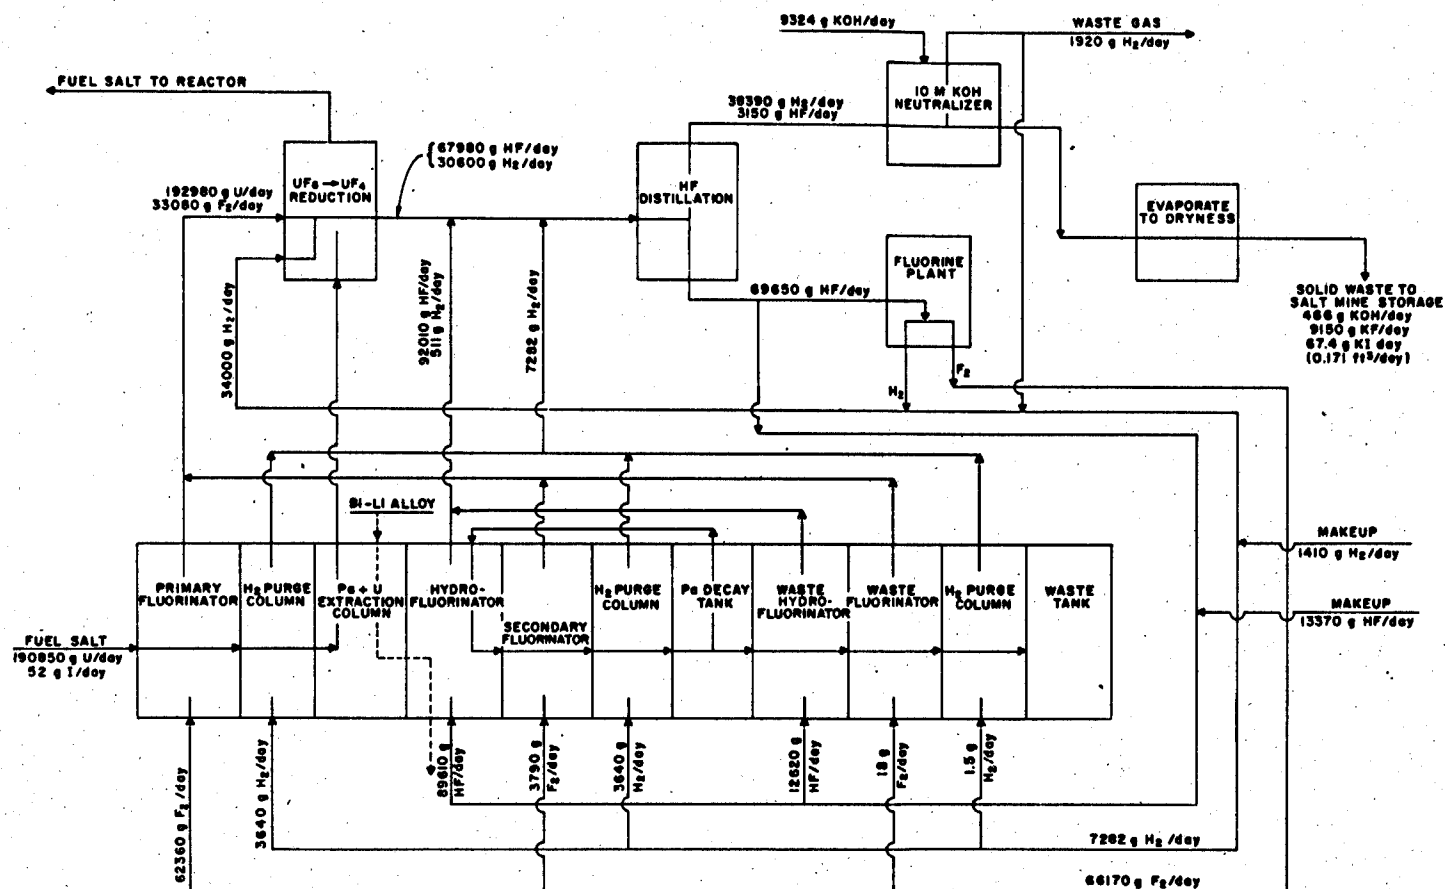 9324 g KOH/day
WASTE GAS
1920 g H₂/day
FUEL SALT TO REACTOR
10 M KOH
NEUTRALIZER
38390 g H₂/day
3150 g HF/day
67980 g HF/day
30600 g H₂/day
UF₆→UF₄
REDUCTION
HF
DISTILLATION
192980 g U/day
33080 g F₂/day
EVAPORATE
TO DRYNESS
FLUORINE
PLANT
69650 g HF/day
34000 g H₂/day
92010 g HF/day
511 g H₂/day
7282 g H₂/day
SOLID WASTE TO
SALT MINE STORAGE
466 g KOH/day
9150 g KF/day
67.4 g KI day
(0.171 ft³/day)
H₂
F₂
Bi-Li ALLOY
MAKEUP
1410 g H₂/day
PRIMARY
FLUORINATOR
H₂ PURGE
COLUMN
Pa + U
EXTRACTION
COLUMN
HYDRO-
FLUORINATOR
SECONDARY
FLUORINATOR
H₂ PURGE
COLUMN
Pa DECAY
TANK
WASTE
HYDRO-
FLUORINATOR
WASTE
FLUORINATOR
H₂ PURGE
COLUMN
WASTE
TANK
MAKEUP
13370 g HF/day
FUEL SALT
190850 g U/day
52 g I/day
62360 g F₂/day
3640 g H₂/day
89610 g
HF/day
3790 g
F₂/day
3640 g
H₂/day
12620 g
HF/day
18 g
F₂/day
1.5 g
H₂/day
7282 g H₂/day
66170 g F₂/day